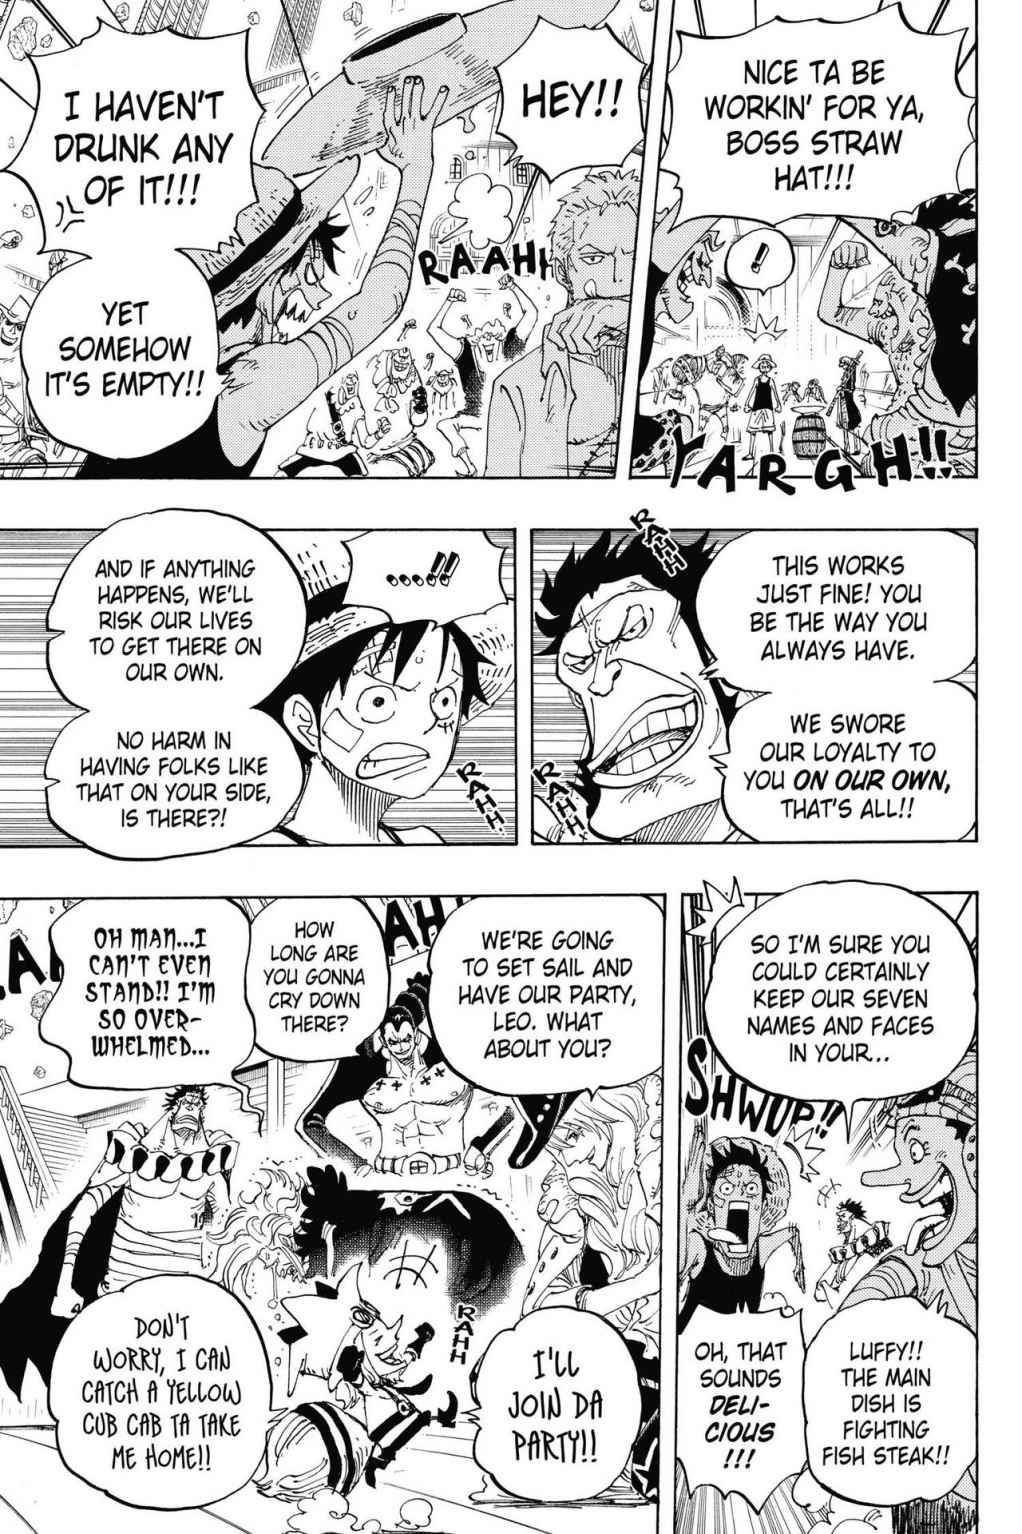 NICE TA BE
WORKIN' FOR YA,
BOSS STRAW
HAT!!!
!
YARGH!!
HEY!!
RAAHH
I HAVEN'T
DRUNK ANY
OF IT!!!
YET
SOMEHOW
IT'S EMPTY!!
RAHH
THIS WORKS
JUST FINE! YOU
BE THE WAY YOU
ALWAYS HAVE.
WE SWORE
OUR LOYALTY TO
YOU ON OUR OWN,
THAT'S ALL!!
RAHH
....!!
AND IF ANYTHING
HAPPENS, WE'LL
RISK OUR LIVES
TO GET THERE ON
OUR OWN.
NO HARM IN
HAVING FOLKS LIKE
THAT ON YOUR SIDE,
IS THERE?!
RAHH
SO I'M SURE YOU
COULD CERTAINLY
KEEP OUR SEVEN
NAMES AND FACES
IN YOUR...
SHWUP!!
LUFFY!!
THE MAIN
DISH IS
FIGHTING
FISH STEAK!!
OH, THAT
SOUNDS
DELI-
CIOUS
!!!
WE'RE GOING
TO SET SAIL AND
HAVE OUR PARTY,
LEO. WHAT
ABOUT YOU?
HOW
LONG ARE
YOU GONNA
CRY DOWN
THERE?
OH MAN...I
CAN'T EVEN
STAND!! I'M
SO OVER-
WHELMED...
RAHH
I'LL
JOIN DA
PARTY!!
DON'T
WORRY, I CAN
CATCH A YELLOW
CUB CAB TA TAKE
ME HOME!!